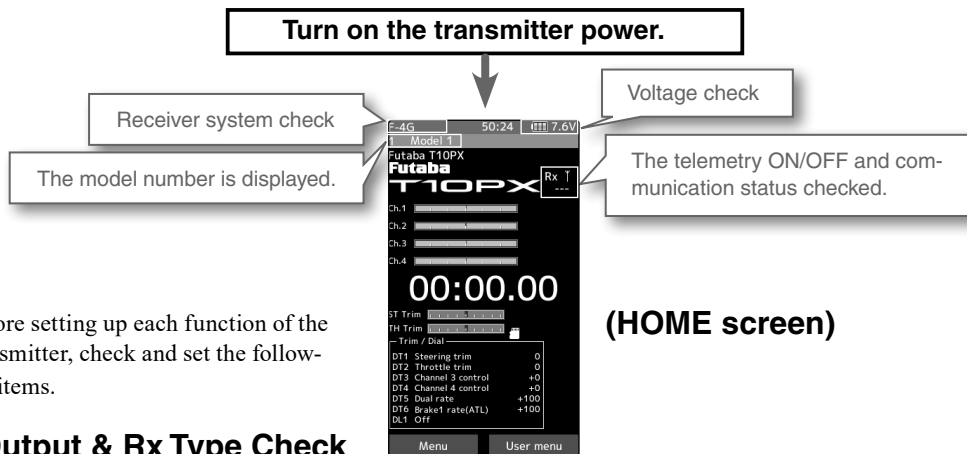 Turn on the transmitter power.
Receiver system check
Voltage check
The model number is displayed.
The telemetry ON/OFF and com-
munication status checked.
F-4G 50:24 7.6V
1 Model 1
Futaba T10PX
Futaba
T10PX
Rx
---
Ch.1
Ch.2
Ch.3
Ch.4
00:00.00
ST Trim
TH Trim
Trim / Dial
DT1 Steering trim 0
DT2 Throttle trim 0
DT3 Channel 3 control +0
DT4 Channel 4 control +0
DT5 Dual rate +100
DT6 Brake1 rate(ATL) +100
DL1 Off
Menu User menu
(HOME screen)
ore setting up each function of the
smitter, check and set the follow-
items.
Output & Rx Type Check